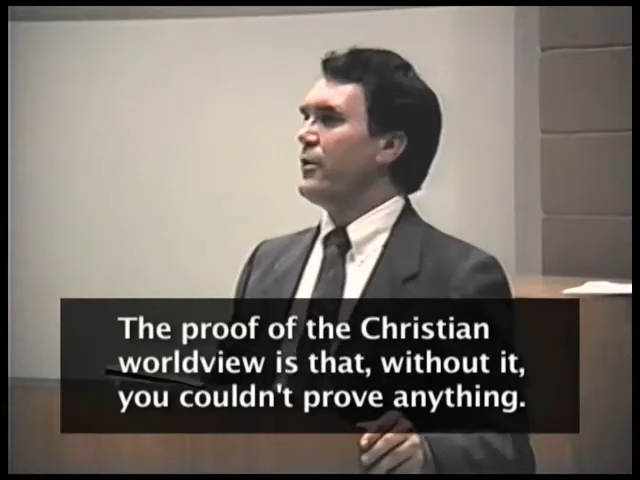 The proof of the Christian
worldview is that, without it,
you couldn't prove anything.